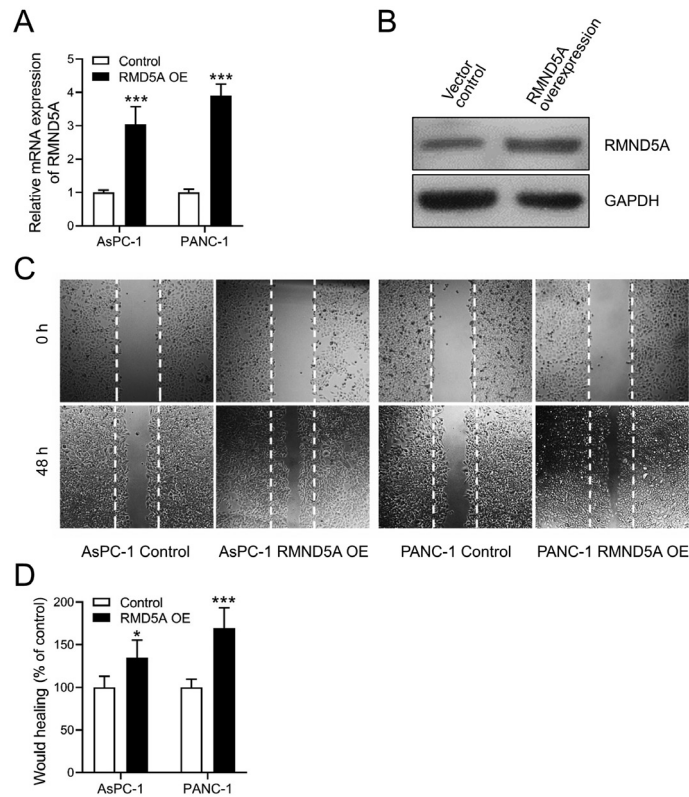 A
Relative mRNA expression
of RMND5A
5
4
3
2
1
0
Control
RMD5A OE
***
***
AsPC-1
PANC-1
B
Vector
control
RMND5A
overexpression
RMND5A
GAPDH
C
0 h
48 h
AsPC-1 Control
AsPC-1 RMND5A OE
PANC-1 Control
PANC-1 RMND5A OE
D
Would healing (% of control)
200
150
100
50
0
Control
RMD5A OE
*
***
AsPC-1
PANC-1